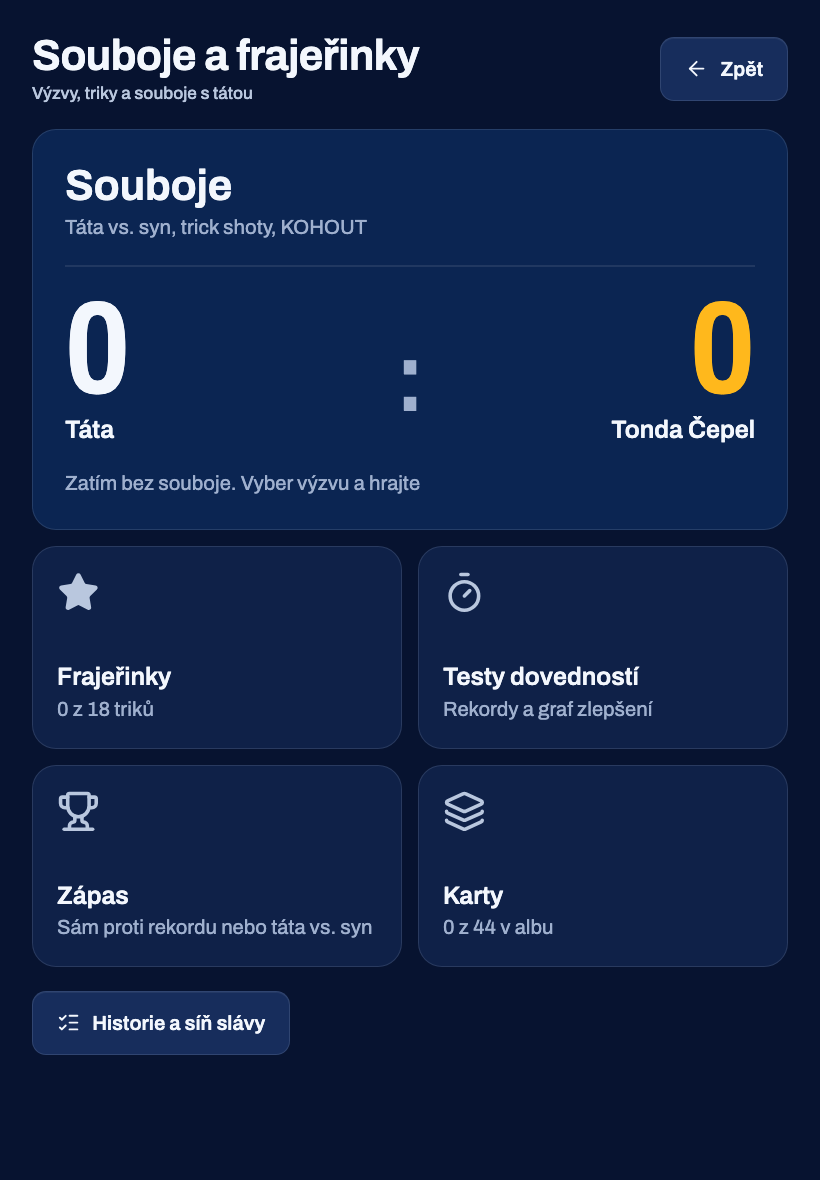 Souboje a frajeřinky
Výzvy, triky a souboje s tátou
Zpět
Souboje
Táta vs. syn, trick shoty, KOHOUT
0 : 0
Táta
Tonda Čepel
Zatím bez souboje. Vyber výzvu a hrajte
Frajeřinky
0 z 18 triků
Testy dovedností
Rekordy a graf zlepšení
Zápas
Sám proti rekordu nebo táta vs. syn
Karty
0 z 44 v albu
Historie a síň slávy